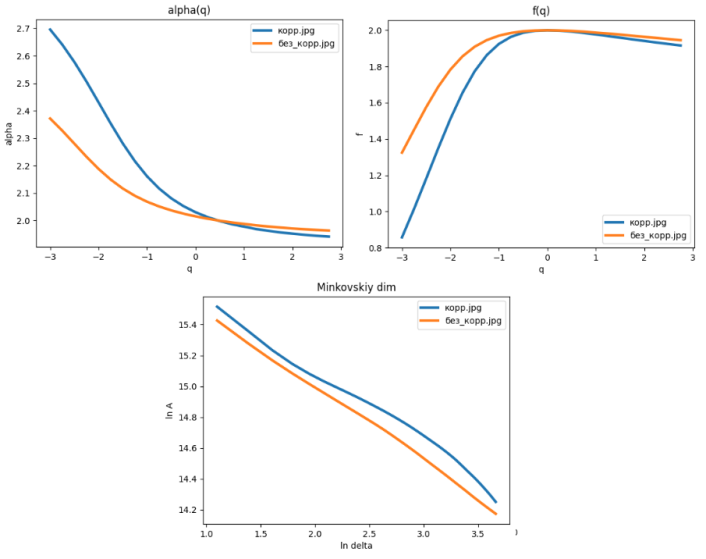 alpha(q)
2.7
2.6
2.5
2.4
2.3
2.2
2.1
2.0
alpha
−3
−2
−1
0
1
2
3
q
корр.jpg
без_корр.jpg
f(q)
2.0
1.8
1.6
1.4
1.2
1.0
0.8
f
−3
−2
−1
0
1
2
3
q
корр.jpg
без_корр.jpg
Minkovskiy dim
15.4
15.2
15.0
14.8
14.6
14.4
14.2
ln A
1.0
1.5
2.0
2.5
3.0
3.5
ln delta
корр.jpg
без_корр.jpg